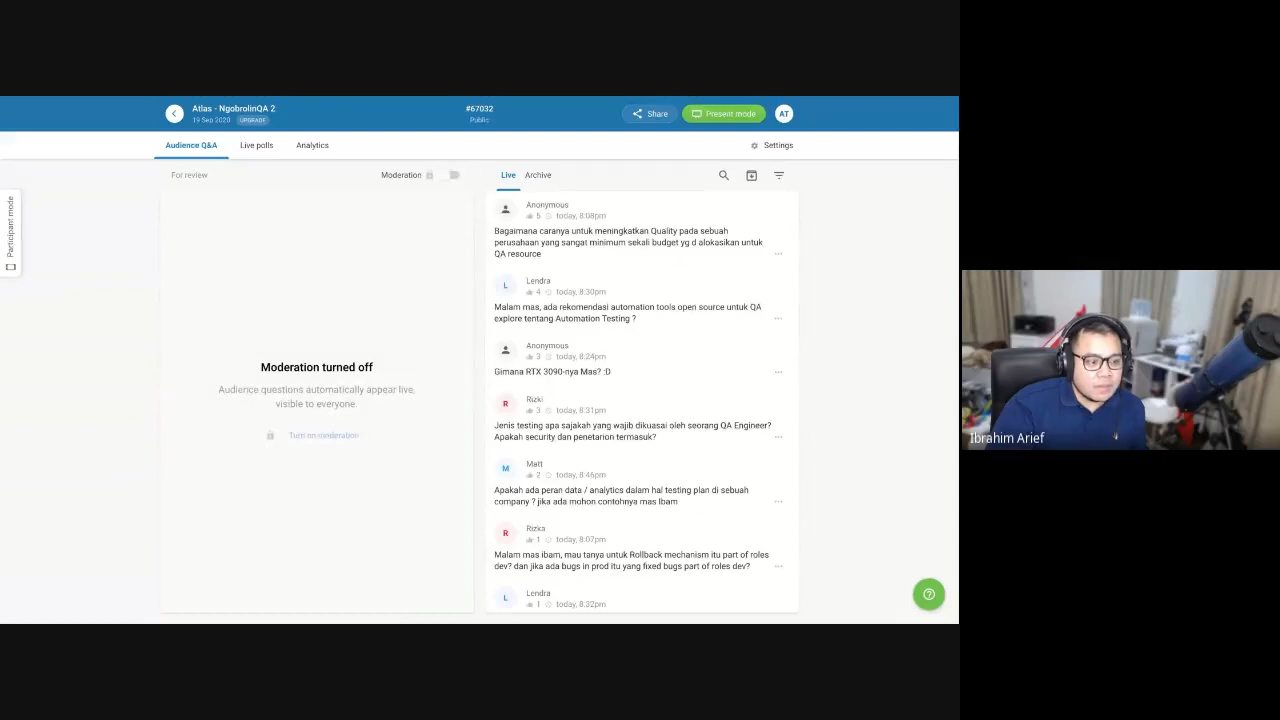 Atlas - NgobrolinQA 2
19 Sep 2020 UPGRADE
#67032
Public
Share
Present mode
AT
Audience Q&A
Live polls
Analytics
Settings
Participant mode
For review
Moderation
Live
Archive
Moderation turned off
Audience questions automatically appear live,
visible to everyone.
Turn on moderation
Anonymous
5 today, 8:08pm
Bagaimana caranya untuk meningkatkan Quality pada sebuah
perusahaan yang sangat minimum sekali budget yg d alokasikan untuk
QA resource
L
Lendra
4 today, 8:30pm
Malam mas, ada rekomendasi automation tools open source untuk QA
explore tentang Automation Testing ?
Anonymous
3 today, 8:24pm
Gimana RTX 3090-nya Mas? :D
R
Rizki
3 today, 8:31pm
Jenis testing apa sajakah yang wajib dikuasai oleh seorang QA Engineer?
Apakah security dan penetarion termasuk?
M
Matt
2 today, 8:46pm
Apakah ada peran data / analytics dalam hal testing plan di sebuah
company ? jika ada mohon contohnya mas Ibam
R
Rizka
1 today, 8:07pm
Malam mas ibam, mau tanya untuk Rollback mechanism itu part of roles
dev? dan jika ada bugs in prod itu yang fixed bugs part of roles dev?
L
Lendra
1 today, 8:32pm
Ibrahim Arief